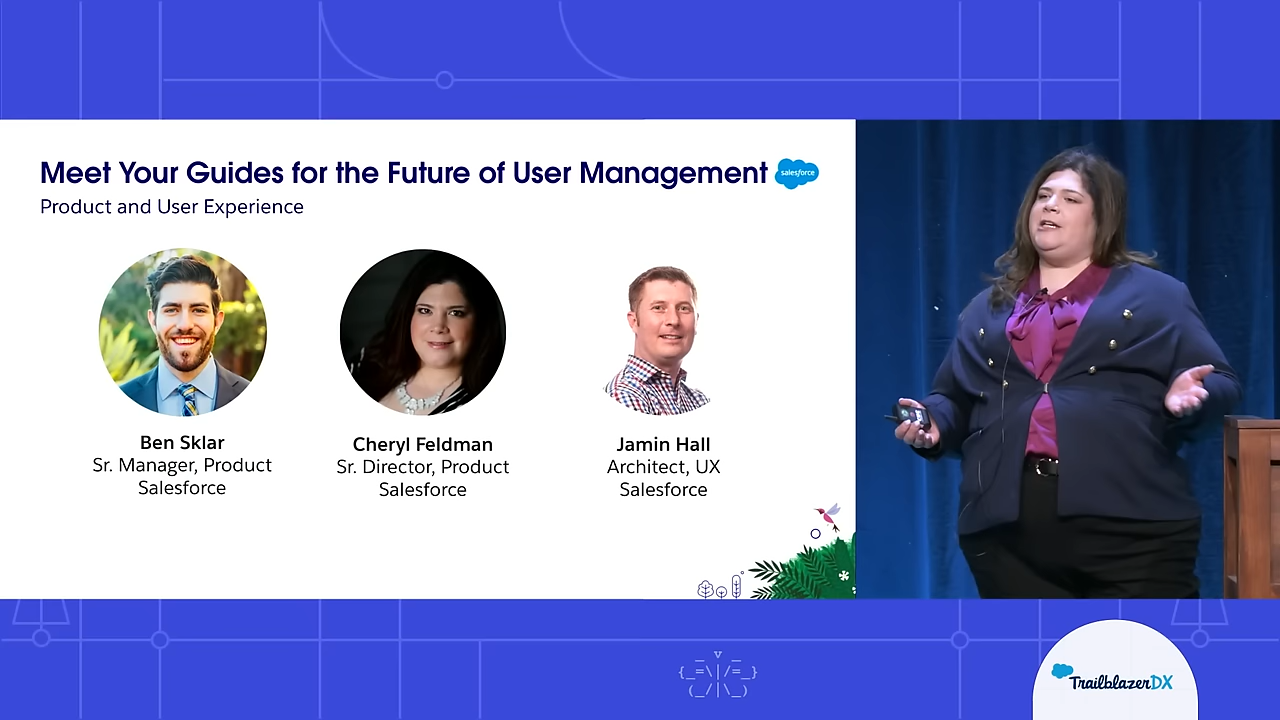 Meet Your Guides for the Future of User Management
salesforce
Product and User Experience
Ben Sklar
Sr. Manager, Product
Salesforce
Cheryl Feldman
Sr. Director, Product
Salesforce
Jamin Hall
Architect, UX
Salesforce
TrailblazerDX